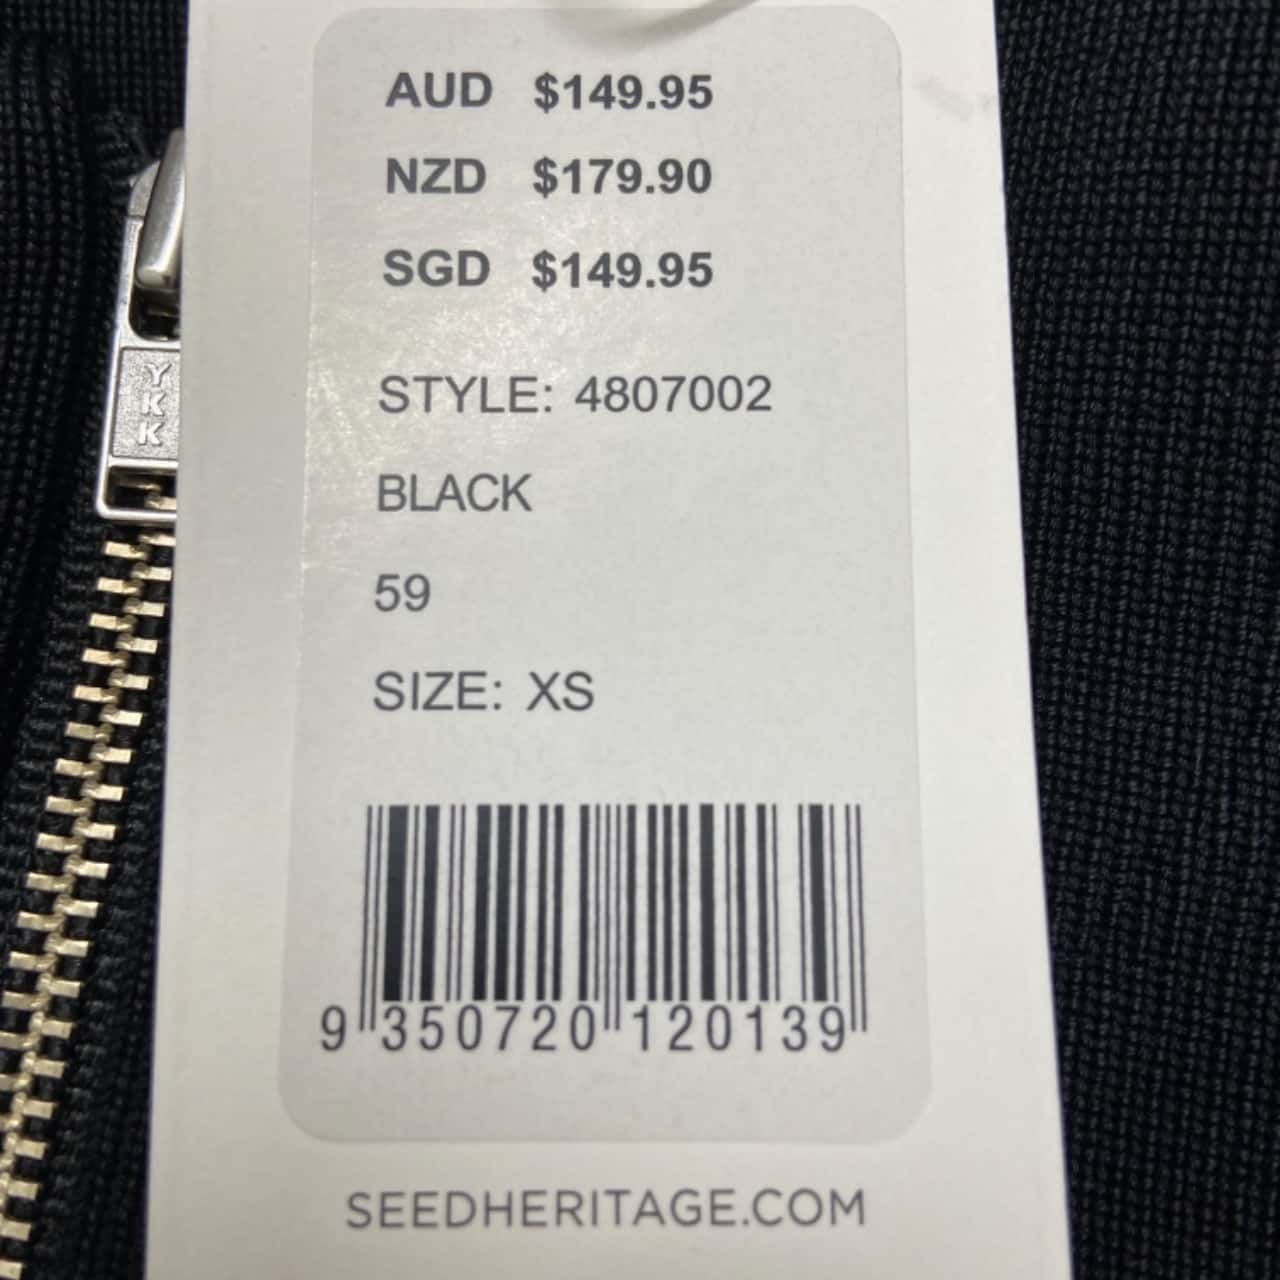 AUD $149.95
NZD $179.90
SGD $149.95
STYLE: 4807002
BLACK
59
SIZE: XS
9 350720 120139
SEEDHERITAGE.COM
YKK